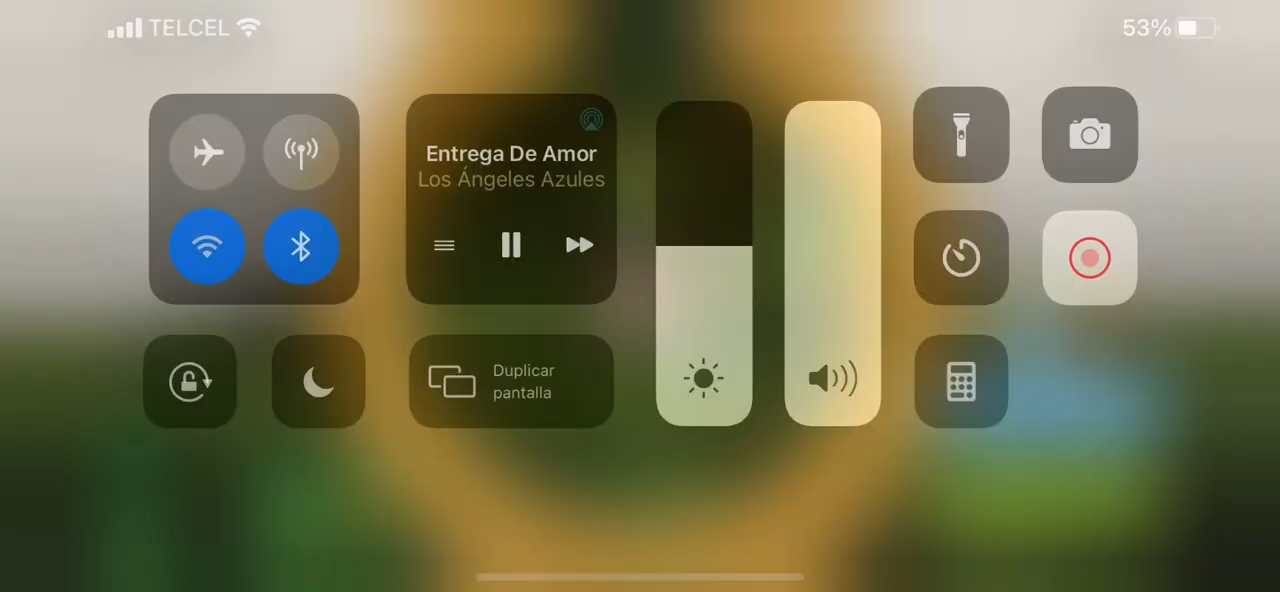 TELCEL
53%
Entrega De Amor
Los Ángeles Azules
Duplicar
pantalla